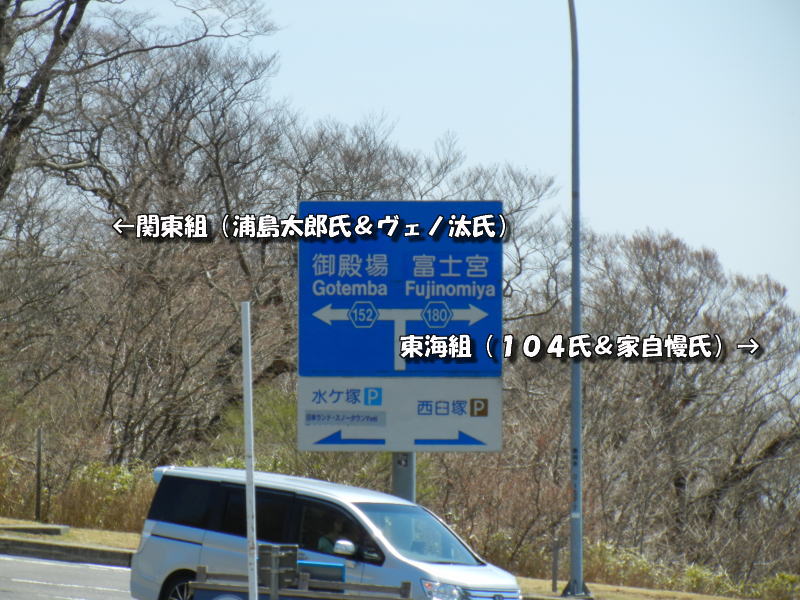 ←関東組（浦島太郎氏＆ヴェノ汰氏）
御殿場 富士宮
Gotemba Fujinomiya
152 180
東海組（１０４氏＆家自慢氏）→
水ケ塚 P 西臼塚 P